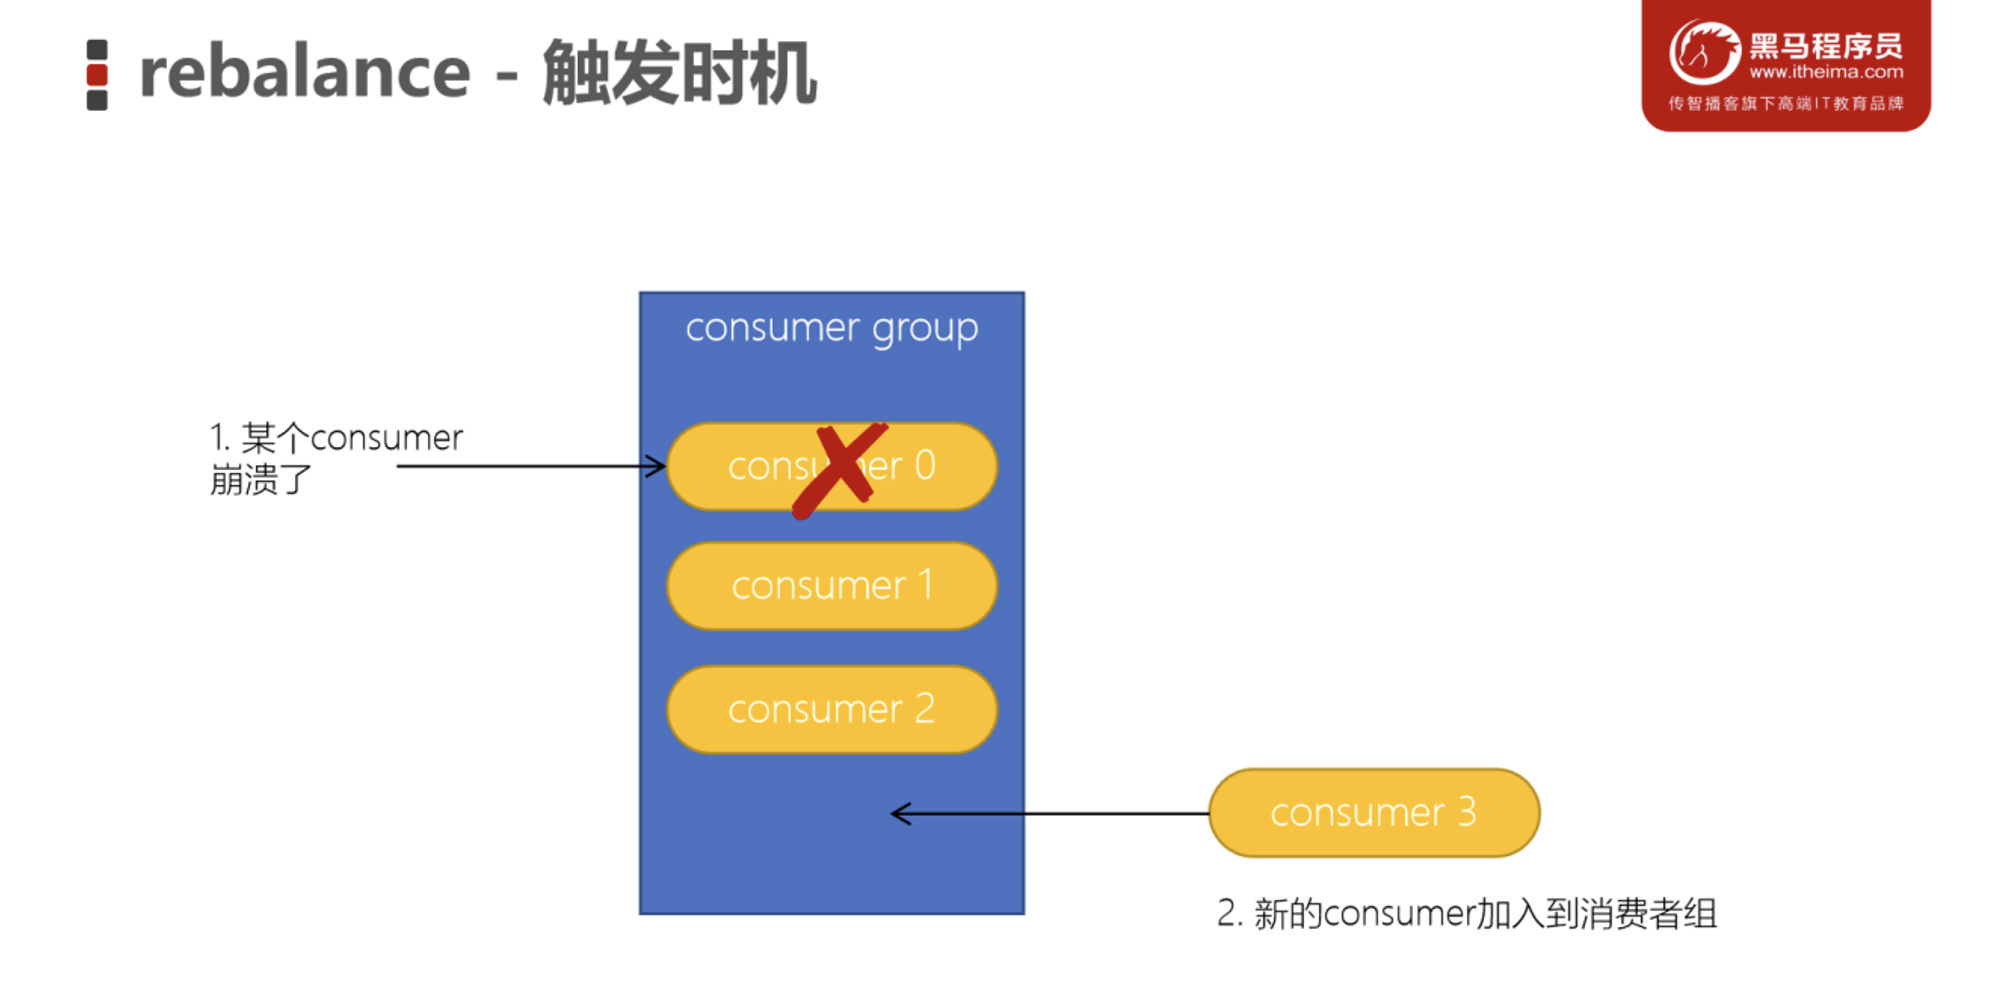 rebalance - 触发时机
黑马程序员
www.itheima.com
传智播客旗下高端IT教育品牌
consumer group
1. 某个consumer
崩溃了
consumer 0
consumer 1
consumer 2
consumer 3
2. 新的consumer加入到消费者组